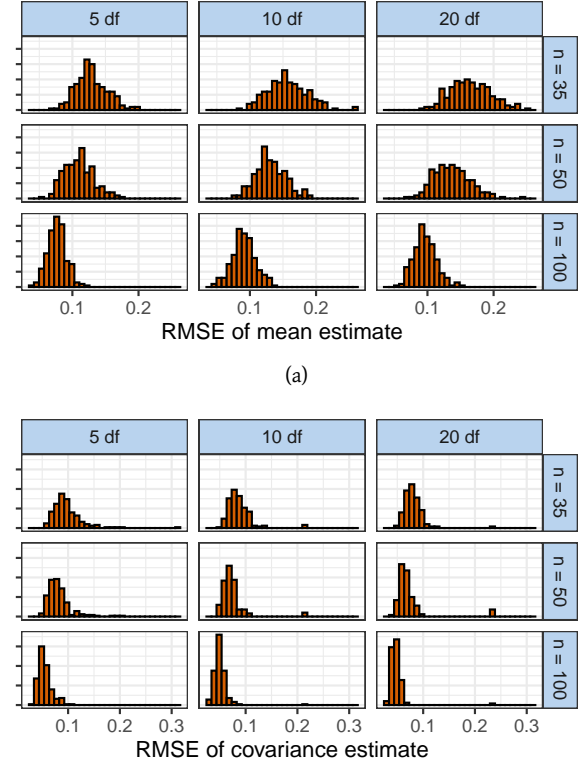 5 df 10 df 20 df
n = 35
n = 50
n = 100
0.1 0.2 0.1 0.2 0.1 0.2
RMSE of mean estimate
(a)
5 df 10 df 20 df
n = 35
n = 50
n = 100
0.1 0.2 0.3 0.1 0.2 0.3 0.1 0.2 0.3
RMSE of covariance estimate